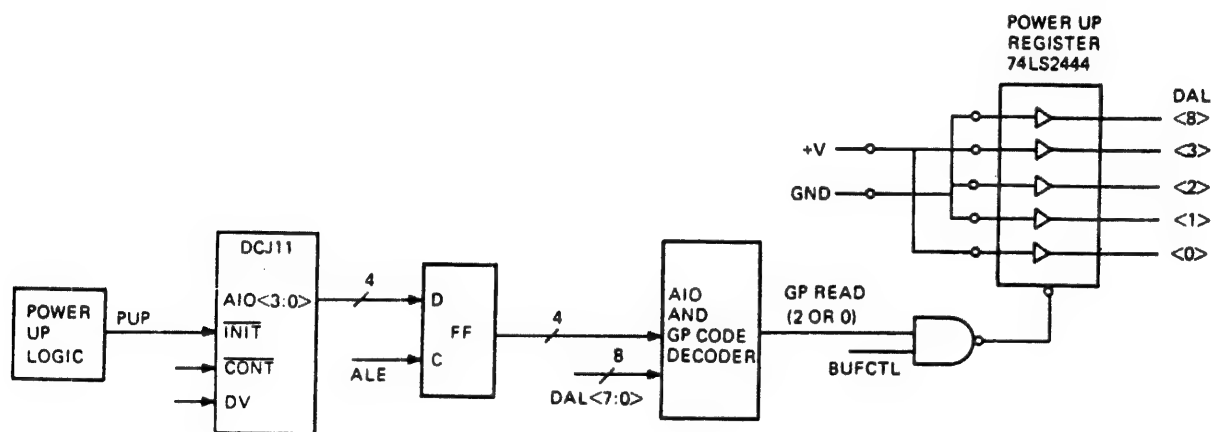 POWER UP
REGISTER
74LS2444
DAL
<8>
<3>
<2>
<1>
<0>
+V
GND
DCJ11
AIO<3:0>
INIT
CONT
DV
POWER
UP
LOGIC
PUP
4
D
FF
C
ALE
4
8
DAL<7:0>
AIO
AND
GP CODE
DECODER
GP READ
(2 OR 0)
BUFCTL